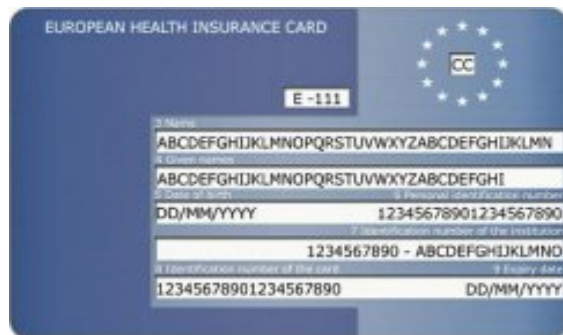 EUROPEAN HEALTH INSURANCE CARD
CC
E -111
3 Name
ABCDEFGHIJKLMNOPQRSTUVWXYZABCDEFGHIJKLMN
4 Given names
ABCDEFGHIJKLMNOPQRSTUVWXYZABCDEFGHI
5 Date of birth 6 Personal identification number
DD/MM/YYYY 12345678901234567890
7 Identification number of the institution
1234567890 - ABCDEFGHIJKLMNO
8 Identification number of the card 9 Expiry date
12345678901234567890 DD/MM/YYYY